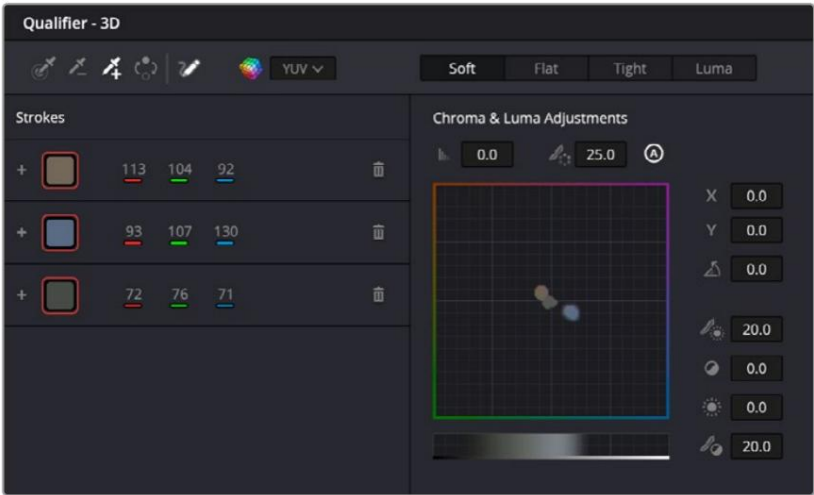 Qualifier - 3D
YUV
Soft Flat Tight Luma
Strokes
Chroma & Luma Adjustments
0.0 25.0 A
+ 113 104 92
+ 93 107 130
+ 72 76 71
X 0.0
Y 0.0
0.0
20.0
0.0
0.0
20.0